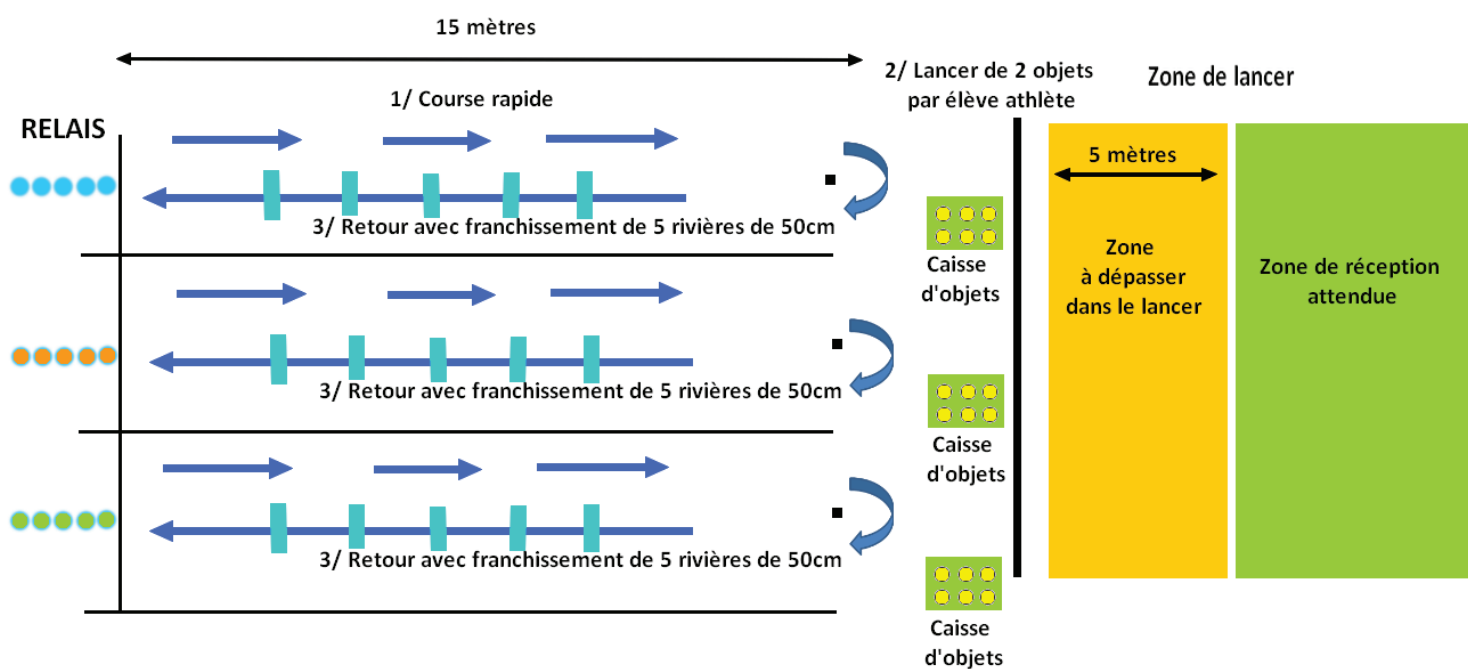 15 mètres
2/ Lancer de 2 objets
par élève athlète
Zone de lancer
1/ Course rapide
RELAIS
5 mètres
3/ Retour avec franchissement de 5 rivières de 50cm
Caisse
d'objets
Zone
à dépasser
dans le lancer
Zone de réception
attendue
3/ Retour avec franchissement de 5 rivières de 50cm
Caisse
d'objets
3/ Retour avec franchissement de 5 rivières de 50cm
Caisse
d'objets